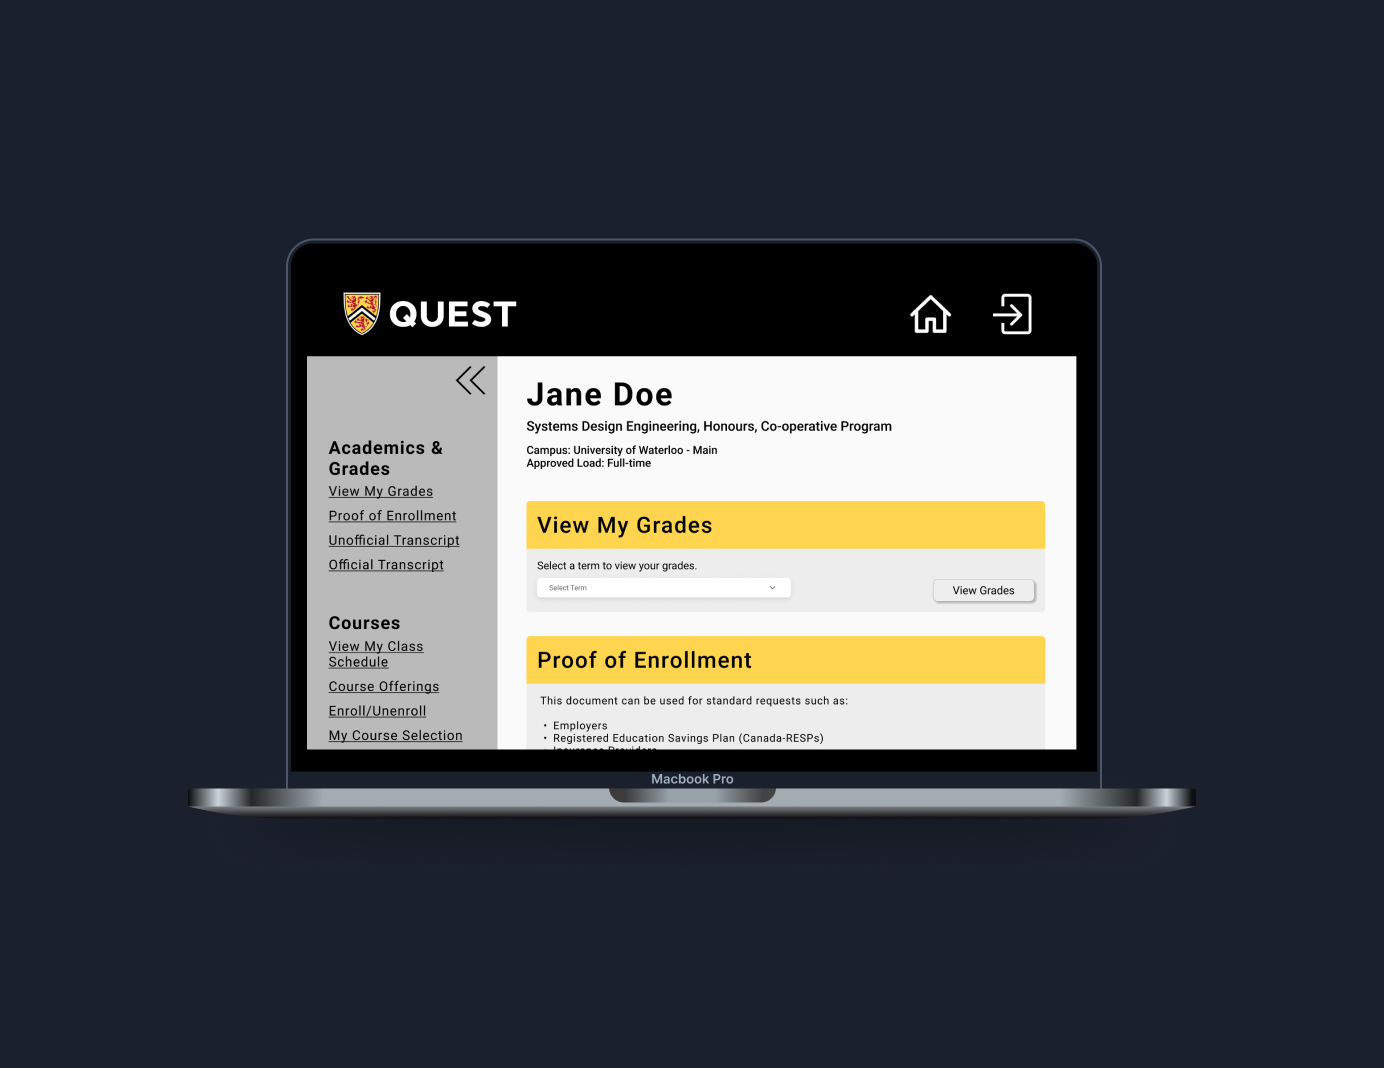 QUEST
Academics &
Grades
View My Grades
Proof of Enrollment
Unofficial Transcript
Official Transcript
Courses
View My Class
Schedule
Course Offerings
Enroll/Unenroll
My Course Selection
Jane Doe
Systems Design Engineering, Honours, Co-operative Program
Campus: University of Waterloo - Main
Approved Load: Full-time
View My Grades
Select a term to view your grades.
Select Term
View Grades
Proof of Enrollment
This document can be used for standard requests such as:
• Employers
• Registered Education Savings Plan (Canada-RESPs)
• Insurance Providers
Macbook Pro